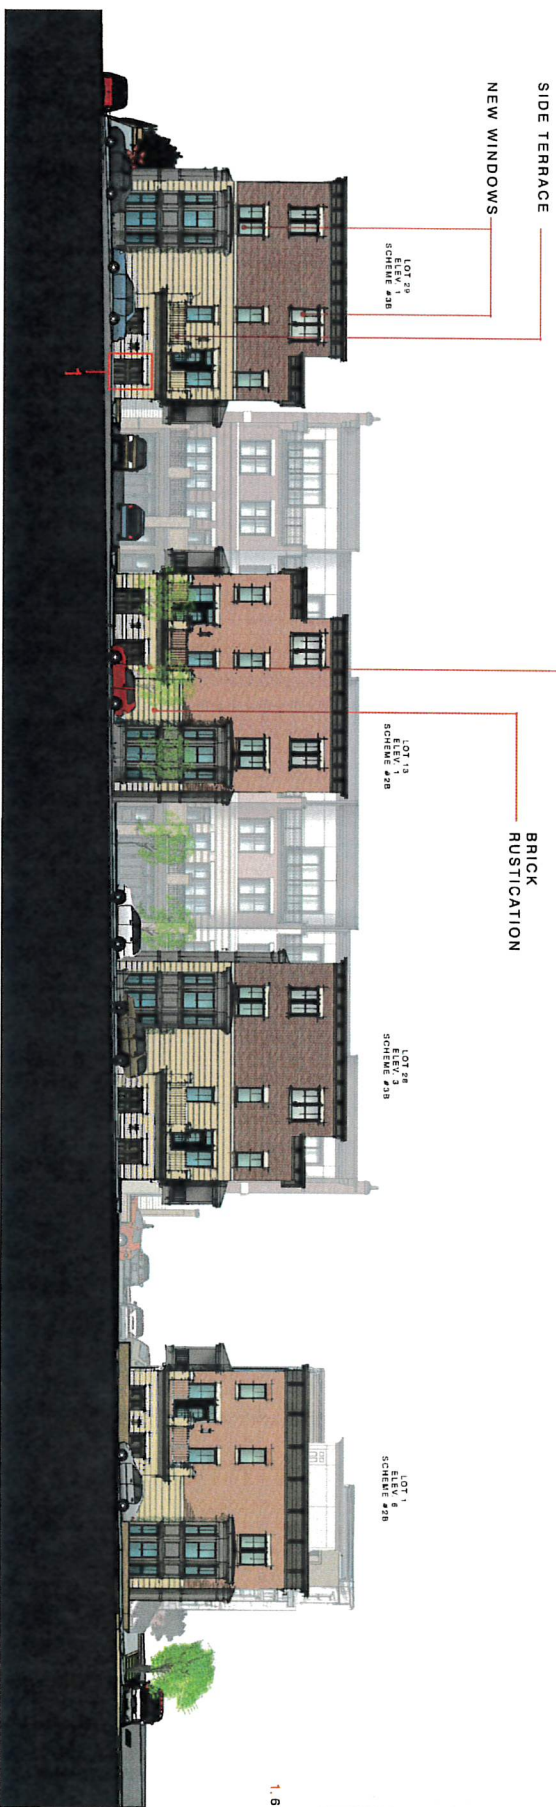 SIDE TERRACE
NEW WINDOWS
LOT 29
ELEV. 1
SCHEME #3B
1
BRICK
RUSTICATION
LOT 13
ELEV. 1
SCHEME #2B
LOT 28
ELEV. 3
SCHEME #3B
LOT 1
ELEV. 6
SCHEME #2B
1.6